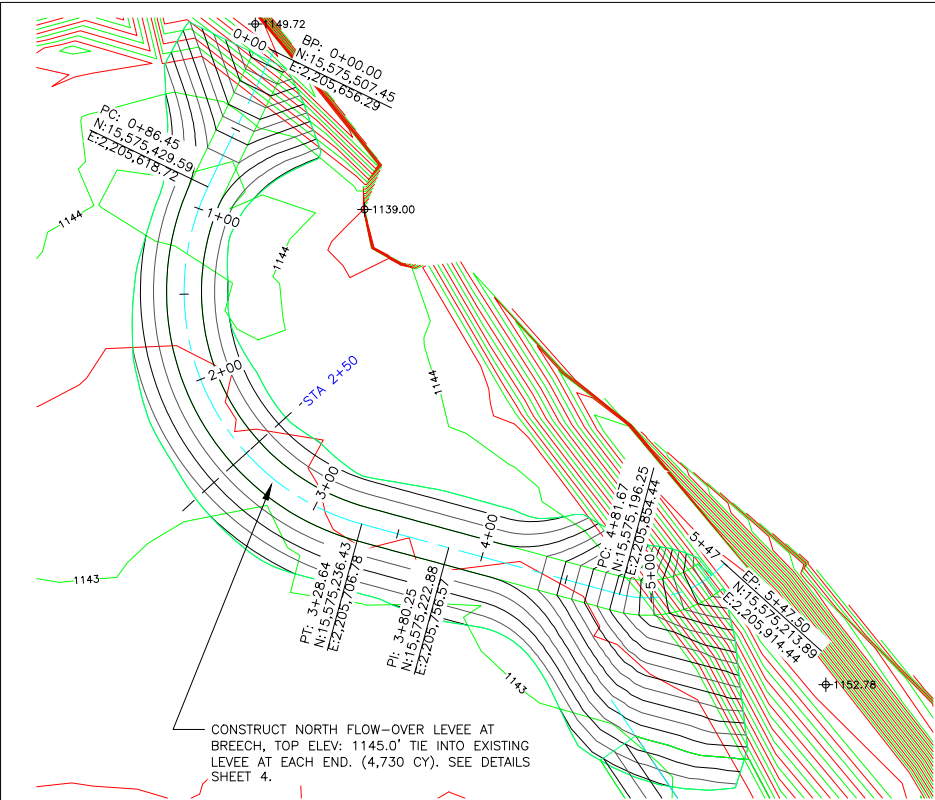 1149.72
0+00
BP: 0+00.00
N:15,575,507.45
E:2,205,656.29
PC: 0+86.45
N:15,575,429.59
E:2,205,618.72
1139.00
1+00
1144
1144
2+00
STA 2+50
1144
3+00
4+00
PC: 4+81.67
N:15,575,196.25
E:2,205,854.44
5+00
5+47
EP: 5+47.50
N:15,575,213.89
E:2,205,914.44
1143
PT: 3+28.64
N:15,575,236.43
E:2,205,706.78
PI: 3+80.25
N:15,575,222.88
E:2,205,756.57
1143
1152.78
CONSTRUCT NORTH FLOW-OVER LEVEE AT
BREECH, TOP ELEV: 1145.0' TIE INTO EXISTING
LEVEE AT EACH END. (4,730 CY). SEE DETAILS
SHEET 4.